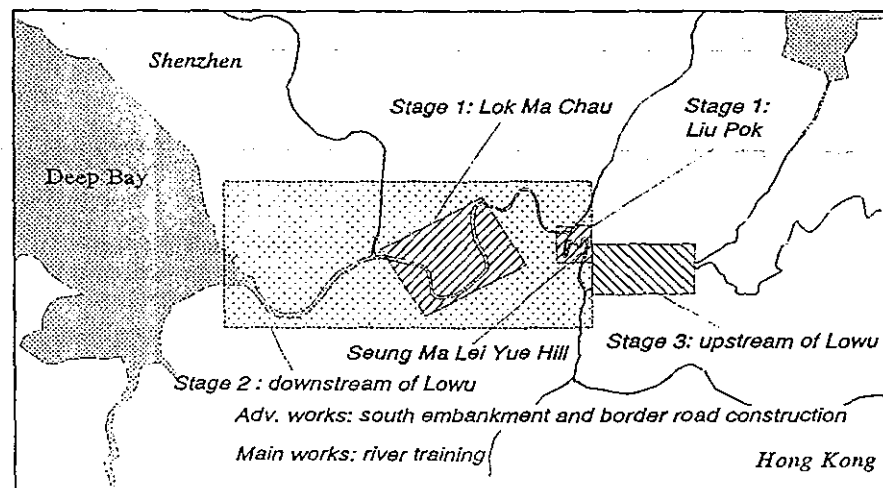 Shenzhen
Stage 1: Lok Ma Chau
Stage 1:
Liu Pok
Deep Bay
Seung Ma Lei Yue Hill
Stage 3: upstream of Lowu
Stage 2 : downstream of Lowu
Adv. works: south embankment and border road construction
Main works: river training
Hong Kong